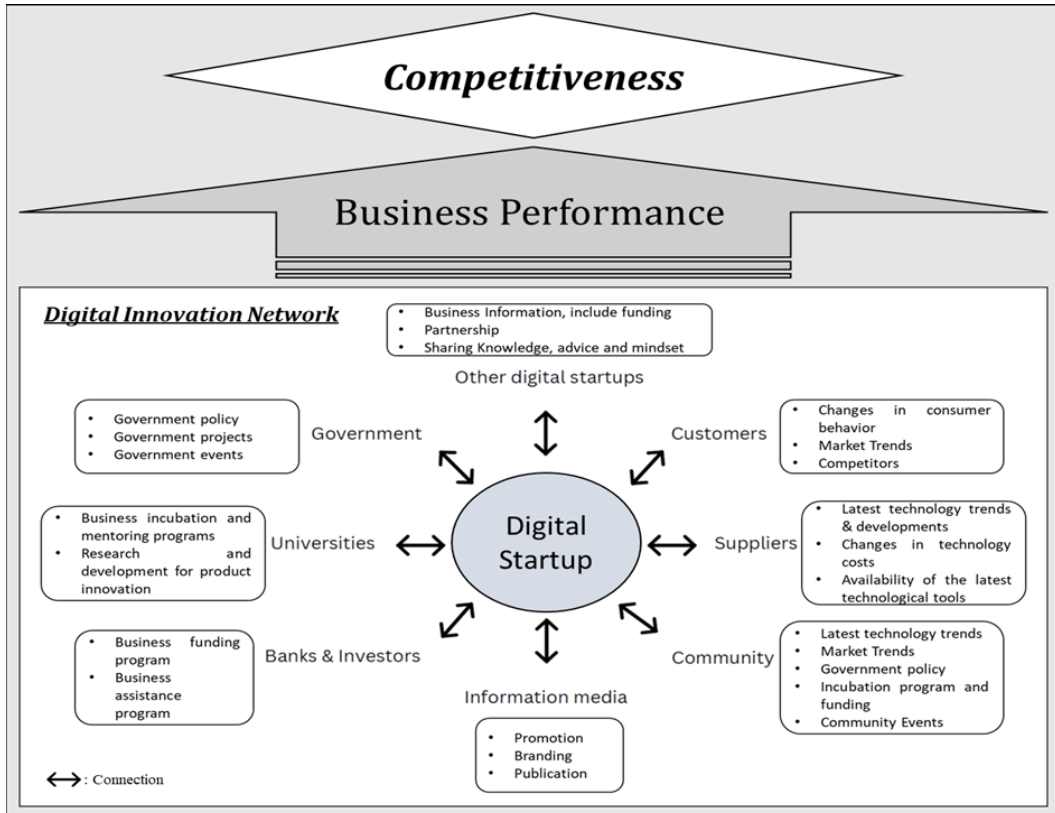 Competitiveness
Business Performance
Digital Innovation Network
• Business Information, include funding
• Partnership
• Sharing Knowledge, advice and mindset
Other digital startups
• Government policy
• Government projects
• Government events
Government
Customers
• Changes in consumer
behavior
• Market Trends
• Competitors
• Business incubation and
mentoring programs
• Research and
development for product
innovation
Universities
Digital
Startup
Suppliers
• Latest technology trends
& developments
• Changes in technology
costs
• Availability of the latest
technological tools
• Business funding
program
• Business
assistance
program
Banks & Investors
Community
• Latest technology trends
• Market Trends
• Government policy
• Incubation program and
funding
• Community Events
Information media
• Promotion
• Branding
• Publication
: Connection